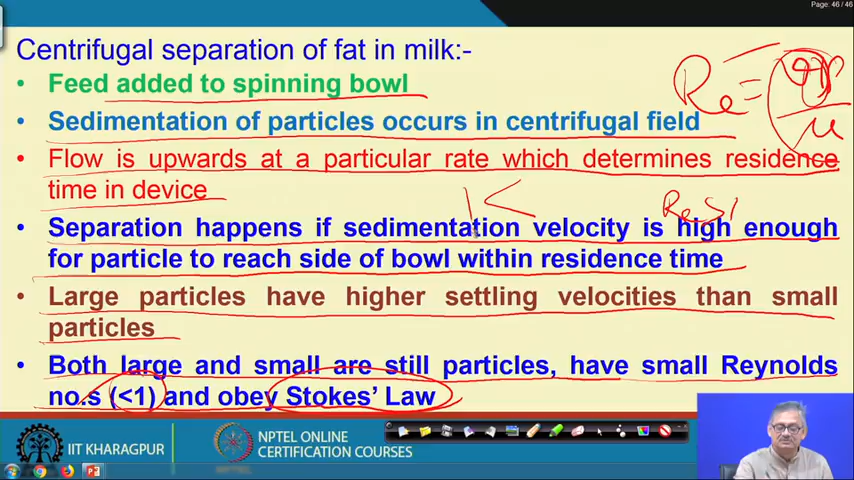 Page: 46 / 46
Centrifugal separation of fat in milk:-
• Feed added to spinning bowl
• Sedimentation of particles occurs in centrifugal field
• Flow is upwards at a particular rate which determines residence
time in device
• Separation happens if sedimentation velocity is high enough
for particle to reach side of bowl within residence time
• Large particles have higher settling velocities than small
particles
• Both large and small are still particles, have small Reynolds
no.s (<1) and obey Stokes' Law
IIT KHARAGPUR
NPTEL ONLINE
CERTIFICATION COURSES